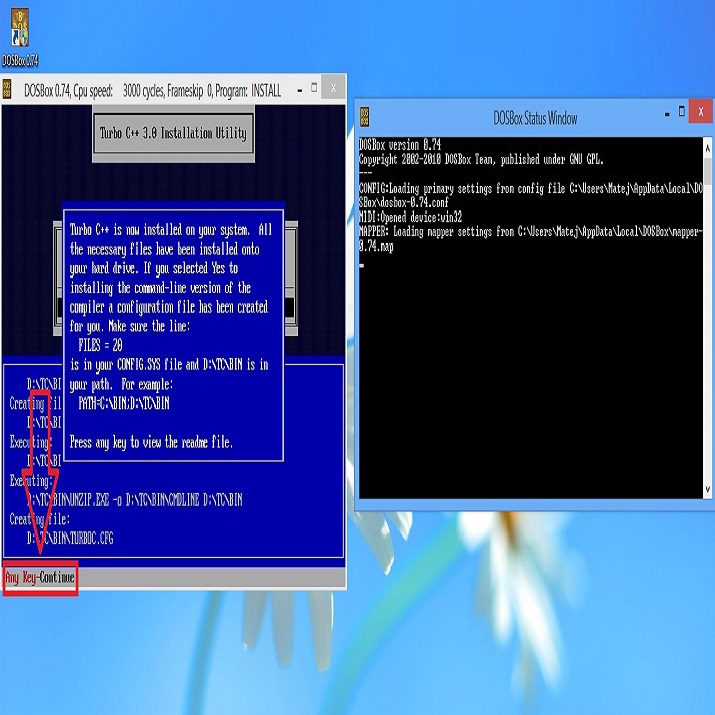 DOSBox 0.74
DOSBox 0.74, Cpu speed: 3000 cycles, Frameskip 0, Program: INSTALL
Turbo C++ 3.0 Installation Utility
Turbo C++ is now installed on your system. All
the necessary files have been installed onto
your hard drive. If you selected Yes to
installing the command-line version of the
compiler a configuration file has been created
for you. Make sure the line:
FILES = 20
is in your CONFIG.SYS file and D:\TC\BIN is in
your path. For example:
PATH=C:\BIN;D:\TC\BIN
Press any key to view the readme file.
D:\TC\BI
Creating fil
D:\TC\BI
Executing:
D:\TC\BI
Executing:
D:\TC\BIN\UNZIP.EXE -o D:\TC\BIN\CMDLINE D:\TC\BIN
Creating file:
D:\TC\BIN\TURBOC.CFG
Any Key-Continue
DOSBox Status Window
DOSBox version 0.74
Copyright 2002-2010 DOSBox Team, published under GNU GPL.
---
CONFIG:Loading primary settings from config file C:\Users\Matej\AppData\Local\DO
SBox\dosbox-0.74.conf
MIDI:Opened device:win32
MAPPER: Loading mapper settings from C:\Users\Matej\AppData\Local\DOSBox\mapper-
0.74.map